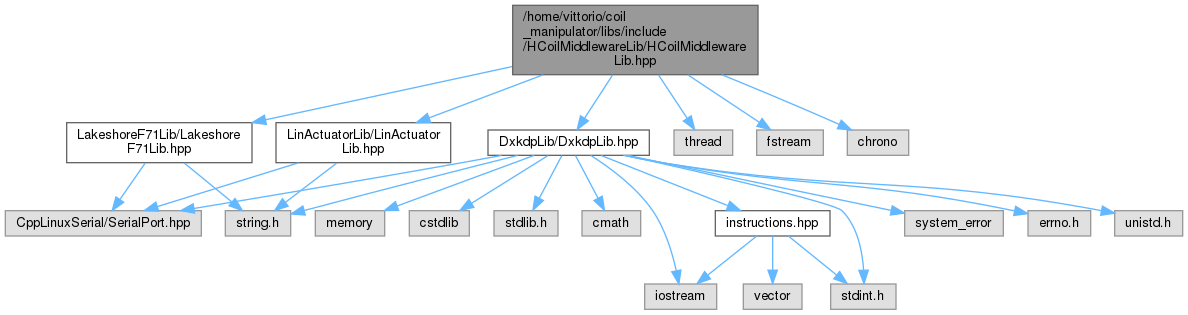 /home/vittorio/coil
_manipulator/libs/include
/HCoilMiddlewareLib/HCoilMiddleware
Lib.hpp
LakeshoreF71Lib/Lakeshore
F71Lib.hpp
LinActuatorLib/LinActuator
Lib.hpp
DxkdpLib/DxkdpLib.hpp
thread
fstream
chrono
CppLinuxSerial/SerialPort.hpp
string.h
memory
cstdlib
stdlib.h
cmath
instructions.hpp
system_error
errno.h
unistd.h
iostream
vector
stdint.h